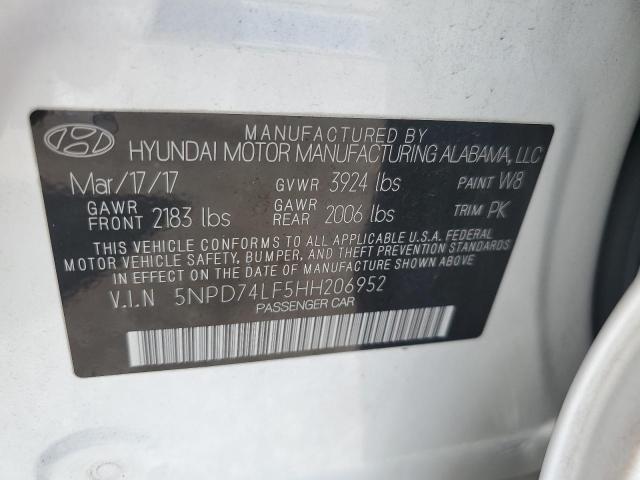 MANUFACTURED BY
HYUNDAI MOTOR MANUFACTURING ALABAMA, LLC
Mar/17/17 GVWR 3924 lbs PAINT W8
GAWR FRONT 2183 lbs GAWR REAR 2006 lbs TRIM PK
THIS VEHICLE CONFORMS TO ALL APPLICABLE U.S.A. FEDERAL
MOTOR VEHICLE SAFETY, BUMPER, AND THEFT PREVENTION STANDARDS
IN EFFECT ON THE DATE OF MANUFACTURE SHOWN ABOVE.
V.I.N 5NPD74LF5HH206952
PASSENGER CAR